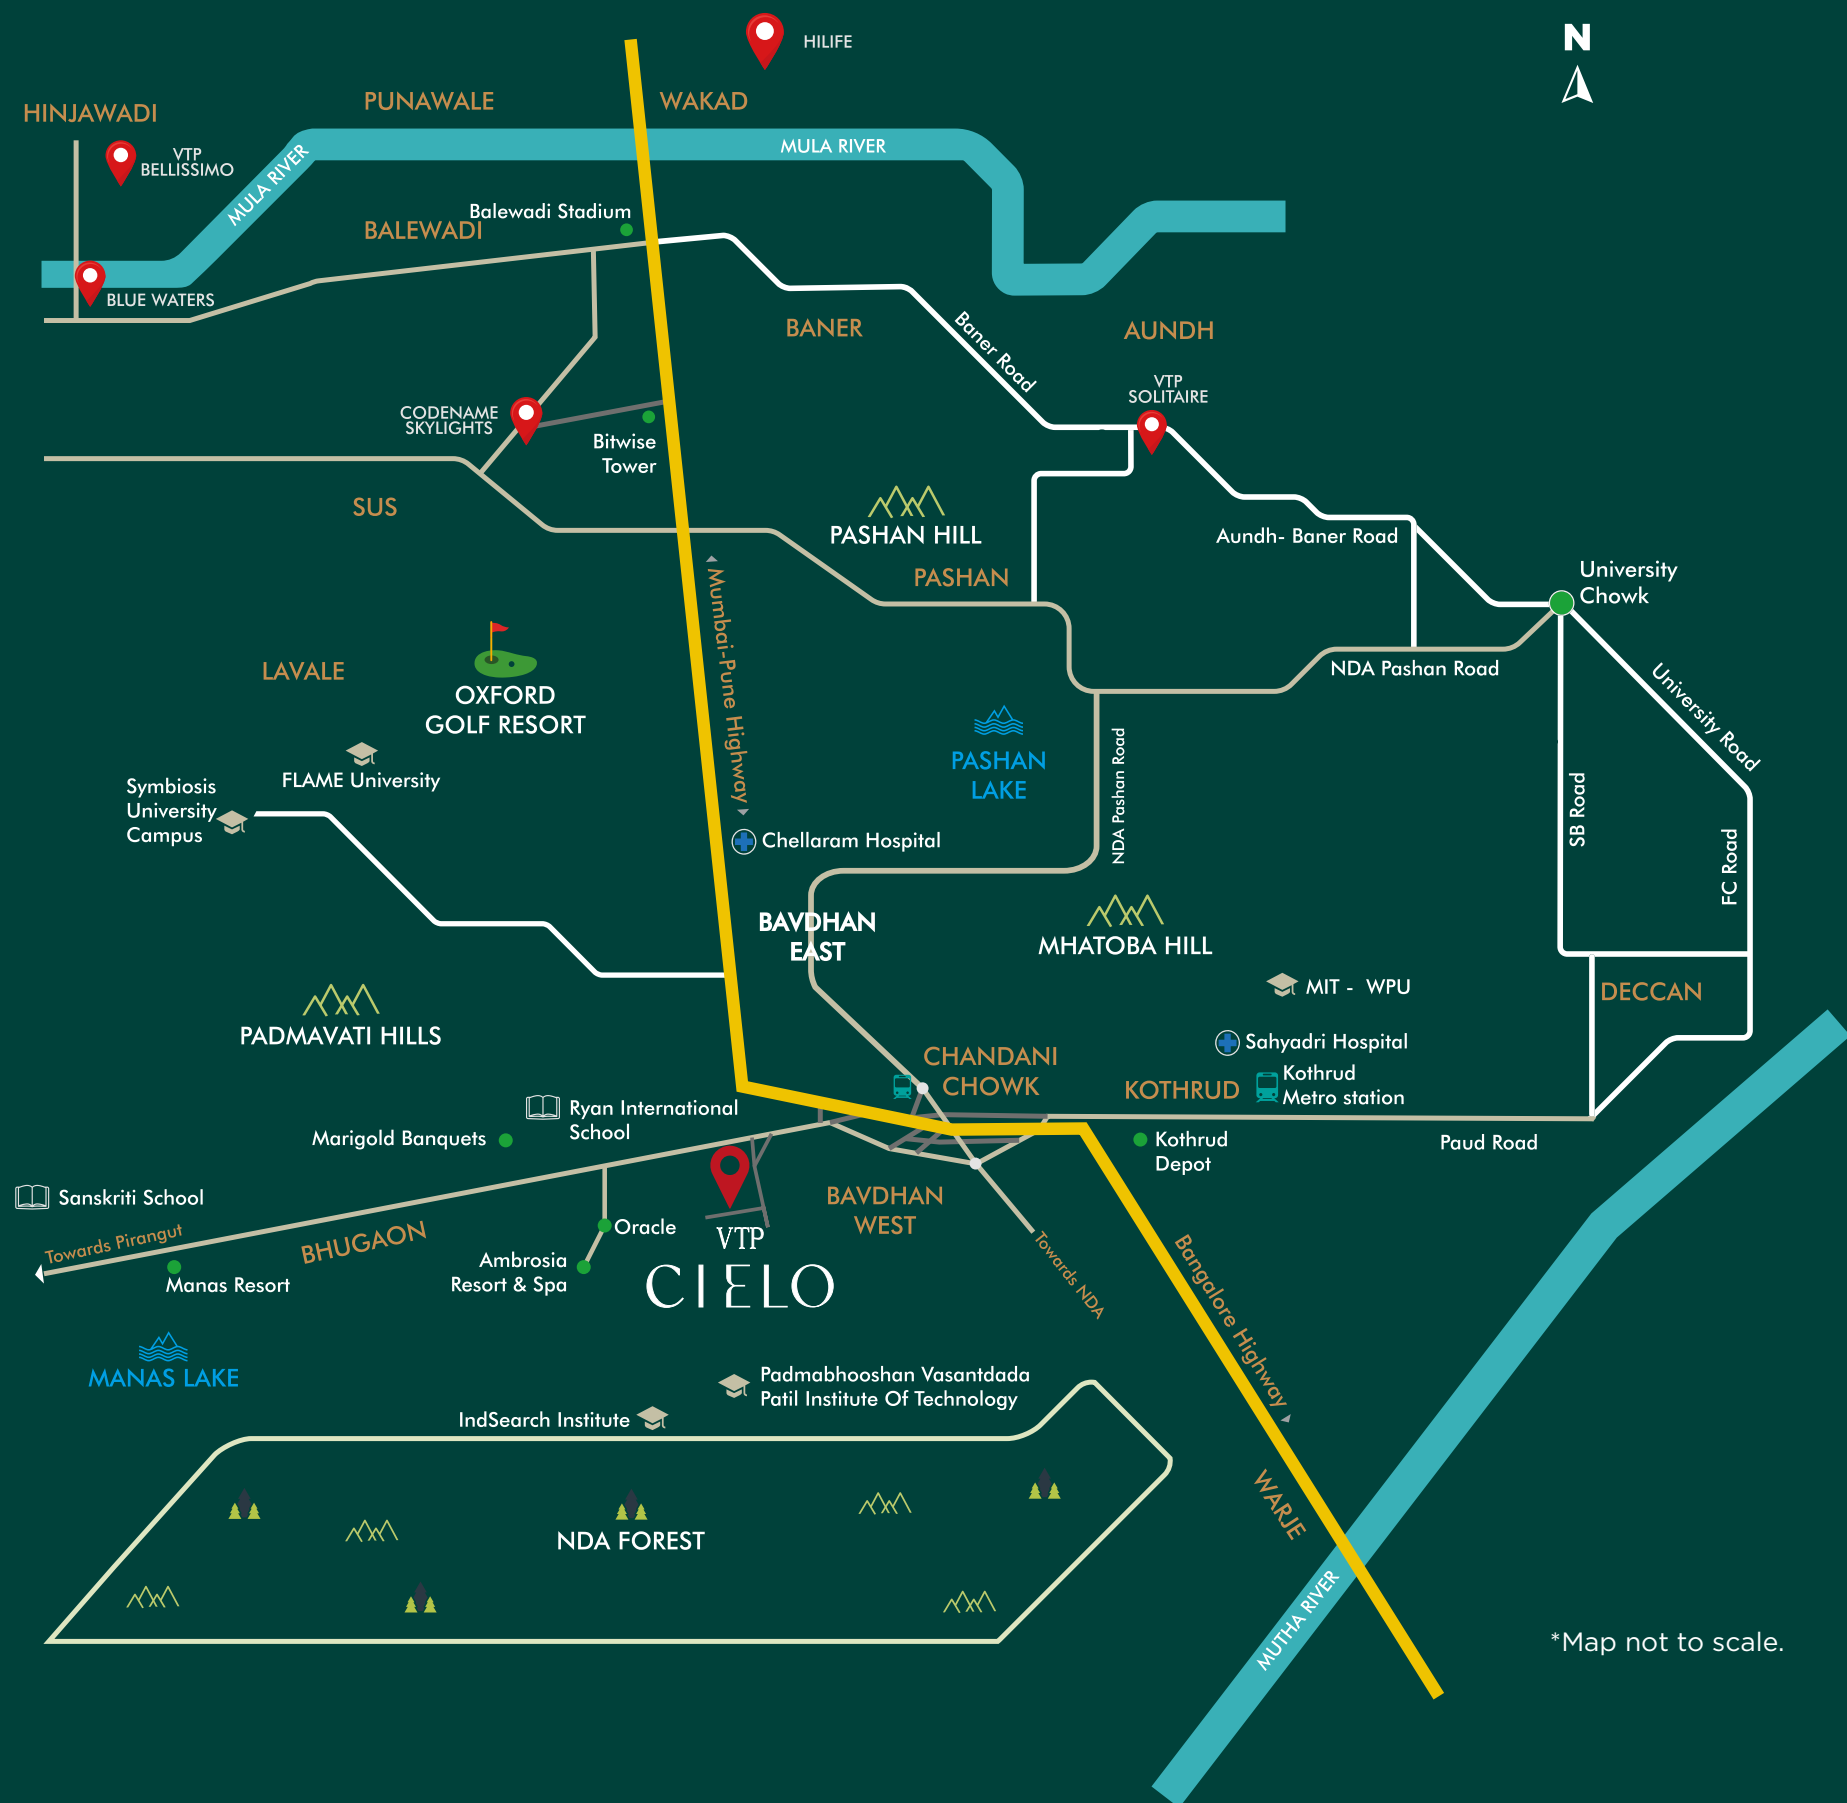 HILIFE
N
HINJAWADI
PUNAWALE
WAKAD
VTP
BELLISSIMO
MULA RIVER
MULA RIVER
Balewadi Stadium
BALEWADI
BLUE WATERS
BANER
Baner Road
AUNDH
VTP
SOLITAIRE
CODENAME
SKYLIGHTS
Bitwise
Tower
SUS
PASHAN HILL
Aundh- Baner Road
PASHAN
University
Chowk
Mumbai-Pune Highway
LAVALE
OXFORD
GOLF RESORT
NDA Pashan Road
University Road
PASHAN
LAKE
NDA Pashan Road
FLAME University
Symbiosis
University
Campus
SB Road
FC Road
Chellaram Hospital
BAVDHAN
EAST
MHATOBA HILL
MIT - WPU
DECCAN
PADMAVATI HILLS
Sahyadri Hospital
CHANDANI
CHOWK
KOTHRUD
Kothrud
Metro station
Ryan International
School
Marigold Banquets
Kothrud
Depot
Paud Road
Sanskriti School
BAVDHAN
WEST
Towards Pirangut
BHUGAON
Oracle
VTP
CIELO
Ambrosia
Resort & Spa
Manas Resort
Towards NDA
Bangalore Highway
MANAS LAKE
Padmabhooshan Vasantdada
Patil Institute Of Technology
IndSearch Institute
WARJE
NDA FOREST
MUTHA RIVER
*Map not to scale.